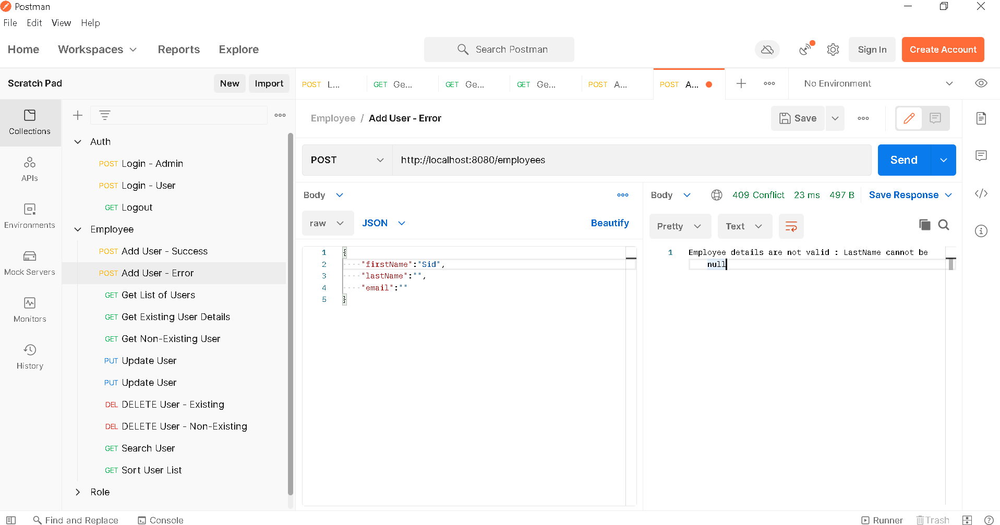 Postman
File Edit View Help
Home Workspaces Reports Explore
Search Postman
Sign In
Create Account
Scratch Pad
New
Import
POST L...
GET Ge...
GET Ge...
GET Ge...
POST A...
POST A...
No Environment
Collections
APIs
Environments
Mock Servers
Monitors
History
Auth
POST Login - Admin
POST Login - User
GET Logout
Employee
POST Add User - Success
POST Add User - Error
GET Get List of Users
GET Get Existing User Details
GET Get Non-Existing User
PUT Update User
PUT Update User
DEL DELETE User - Existing
DEL DELETE User - Non-Existing
GET Search User
GET Sort User List
Role
Employee / Add User - Error
Save
POST
http://localhost:8080/employees
Send
Body
raw
JSON
Beautify
1 {
2 "firstName":"Sid",
3 "lastName":"",
4 "email":""
5 }
Body
409 Conflict 23 ms 497 B
Save Response
Pretty
Text
1 Employee details are not valid : LastName cannot be
null
Find and Replace
Console
Runner
Trash